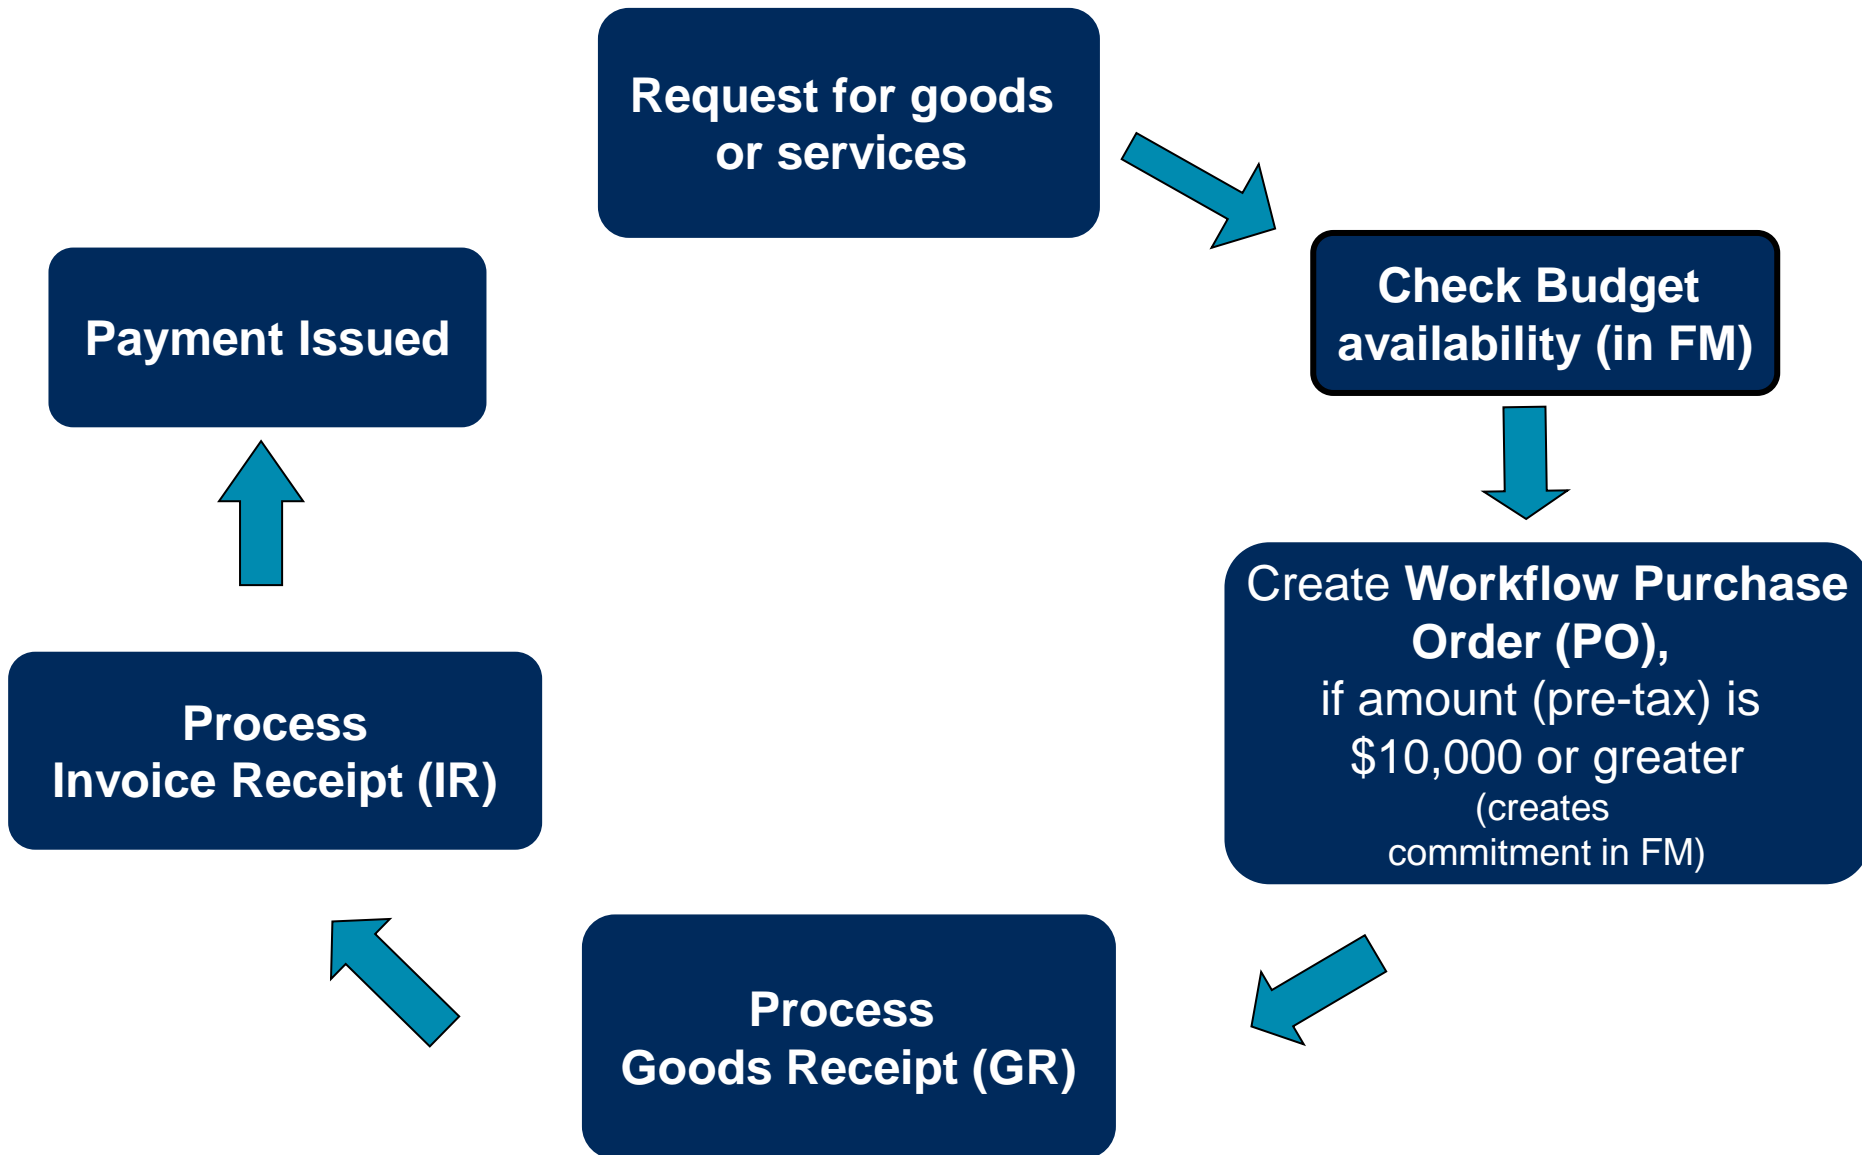 Request for goods
or services
Check Budget
availability (in FM)
Create Workflow Purchase
Order (PO),
if amount (pre-tax) is
$10,000 or greater
(creates
commitment in FM)
Process
Goods Receipt (GR)
Process
Invoice Receipt (IR)
Payment Issued